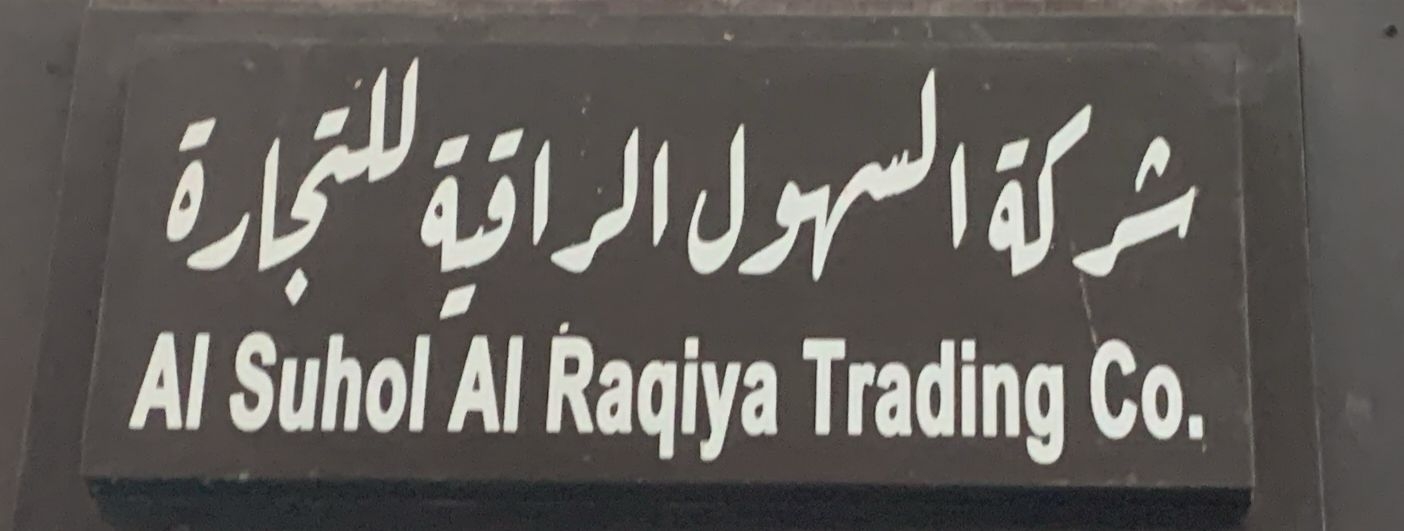 شركة السهول الراقية للتجارة
Al Suhol Al Raqiya Trading Co.